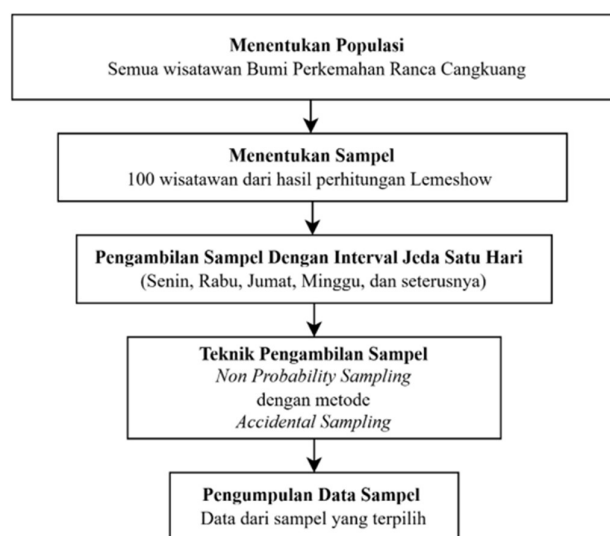 Menentukan Populasi
Semua wisatawan Bumi Perkemahan Ranca Cangkuang
Menentukan Sampel
100 wisatawan dari hasil perhitungan Lemeshow
Pengambilan Sampel Dengan Interval Jeda Satu Hari
(Senin, Rabu, Jumat, Minggu, dan seterusnya)
Teknik Pengambilan Sampel
Non Probability Sampling
dengan metode
Accidental Sampling
Pengumpulan Data Sampel
Data dari sampel yang terpilih